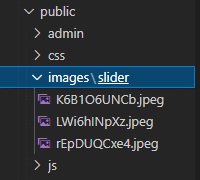 public
admin
css
images\slider
K6B1O6UNCb.jpeg
LWi6hINpXz.jpeg
rEpDUQCxe4.jpeg
js